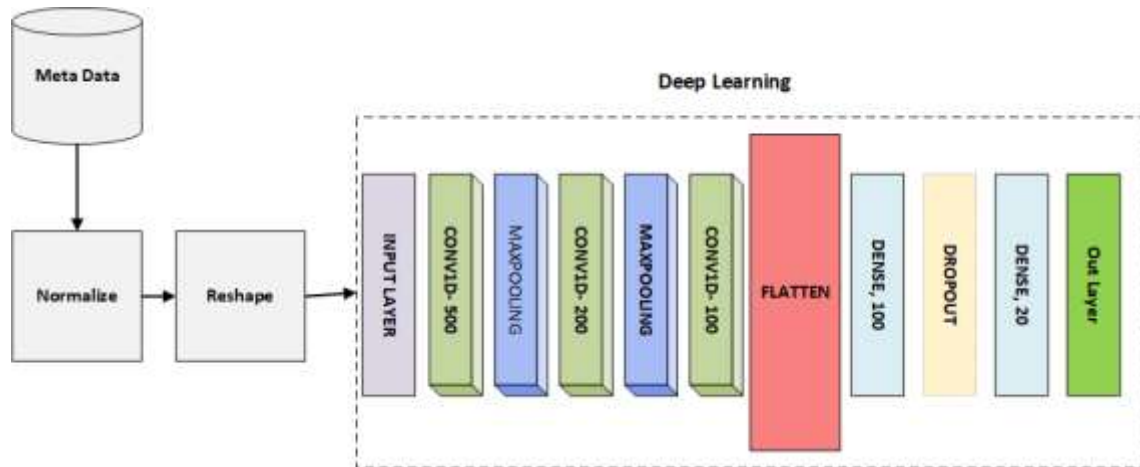 Meta Data
Deep Learning
Normalize
Reshape
INPUT LAYER
CONV1D- 500
MAXPOOLING
CONV1D- 200
MAXPOOLING
CONV1D- 100
FLATTEN
DENSE, 100
DROPOUT
DENSE, 20
Out Layer